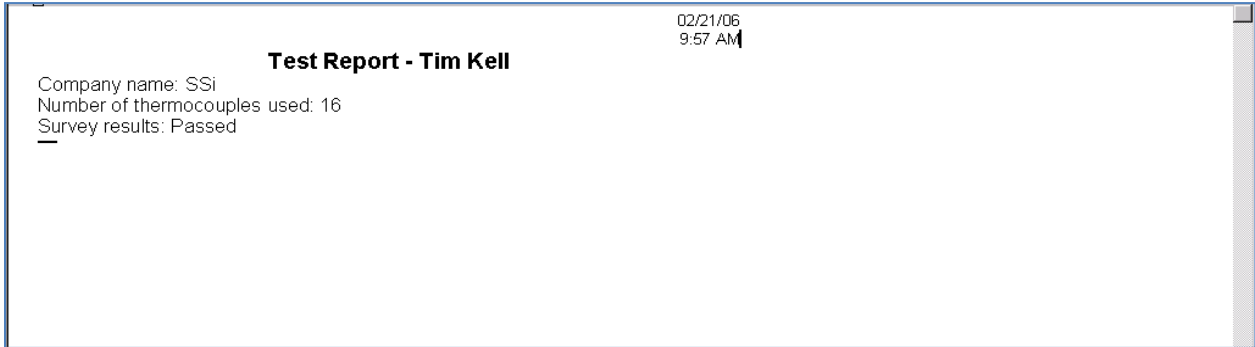 02/21/06
9:57 AM
Test Report - Tim Kell
Company name: SSi
Number of thermocouples used: 16
Survey results: Passed